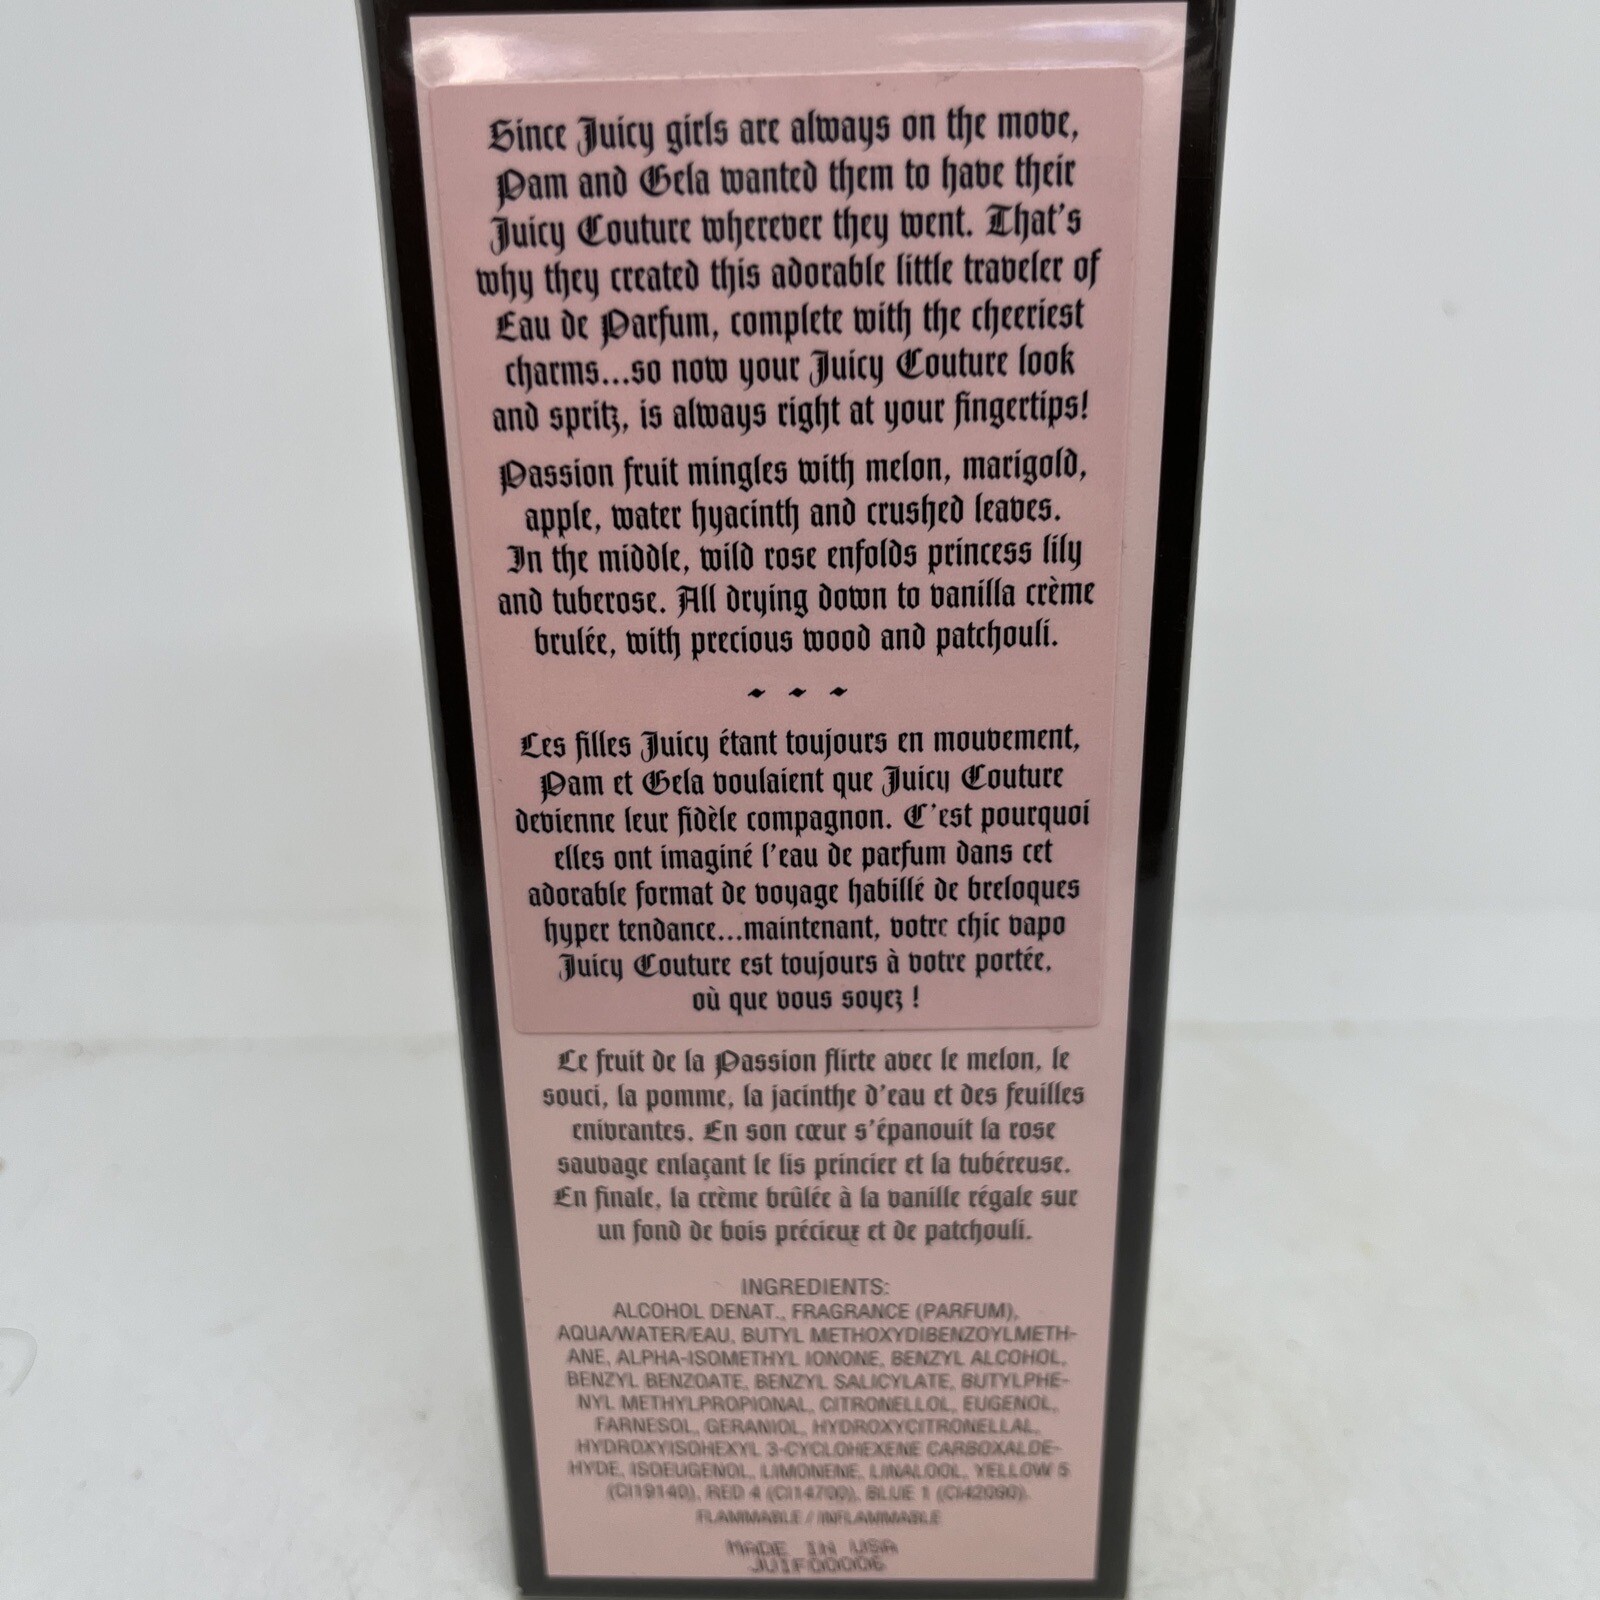 Since Juicy girls are always on the move,
Pam and Gela wanted them to have their
Juicy Couture wherever they went. That's
why they created this adorable little traveler of
Eau de Parfum, complete with the cheeriest
charms...so now your Juicy Couture look
and spritz, is always right at your fingertips!
Passion fruit mingles with melon, marigold,
apple, water hyacinth and crushed leaves.
In the middle, wild rose enfolds princess lily
and tuberose. All drying down to vanilla crème
brulée, with precious wood and patchouli.
Les filles Juicy étant toujours en mouvement,
Pam et Gela voulaient que Juicy Couture
devienne leur fidèle compagnon. C'est pourquoi
elles ont imaginé l'eau de parfum dans cet
adorable format de voyage habillé de breloques
hyper tendance...maintenant, votre chic vapo
Juicy Couture est toujours à votre portée,
où que vous soyez !
Le fruit de la Passion flirte avec le melon, le
souci, la pomme, la jacinthe d'eau et des feuilles
enivrantes. En son cœur s'épanouit la rose
sauvage enlaçant le lis princier et la tubéreuse.
En finale, la crème brûlée à la vanille régale sur
un fond de bois précieux et de patchouli.
INGREDIENTS:
ALCOHOL DENAT., FRAGRANCE (PARFUM),
AQUA/WATER/EAU, BUTYL METHOXYDIBENZOYLMETH-
ANE, ALPHA-ISOMETHYL IONONE, BENZYL ALCOHOL,
BENZYL BENZOATE, BENZYL SALICYLATE, BUTYLPHE-
NYL METHYLPROPIONAL, CITRONELLOL, EUGENOL,
FARNESOL, GERANIOL, HYDROXYCITRONELLAL,
HYDROXYISOHEXYL 3-CYCLOHEXENE CARBOXALDE-
HYDE, ISOEUGENOL, LIMONENE, LINALOOL, YELLOW 5
(CI19140), RED 4 (CI14700), BLUE 1 (CI42090).
FLAMMABLE / INFLAMMABLE
MADE IN USA
JUIF00006